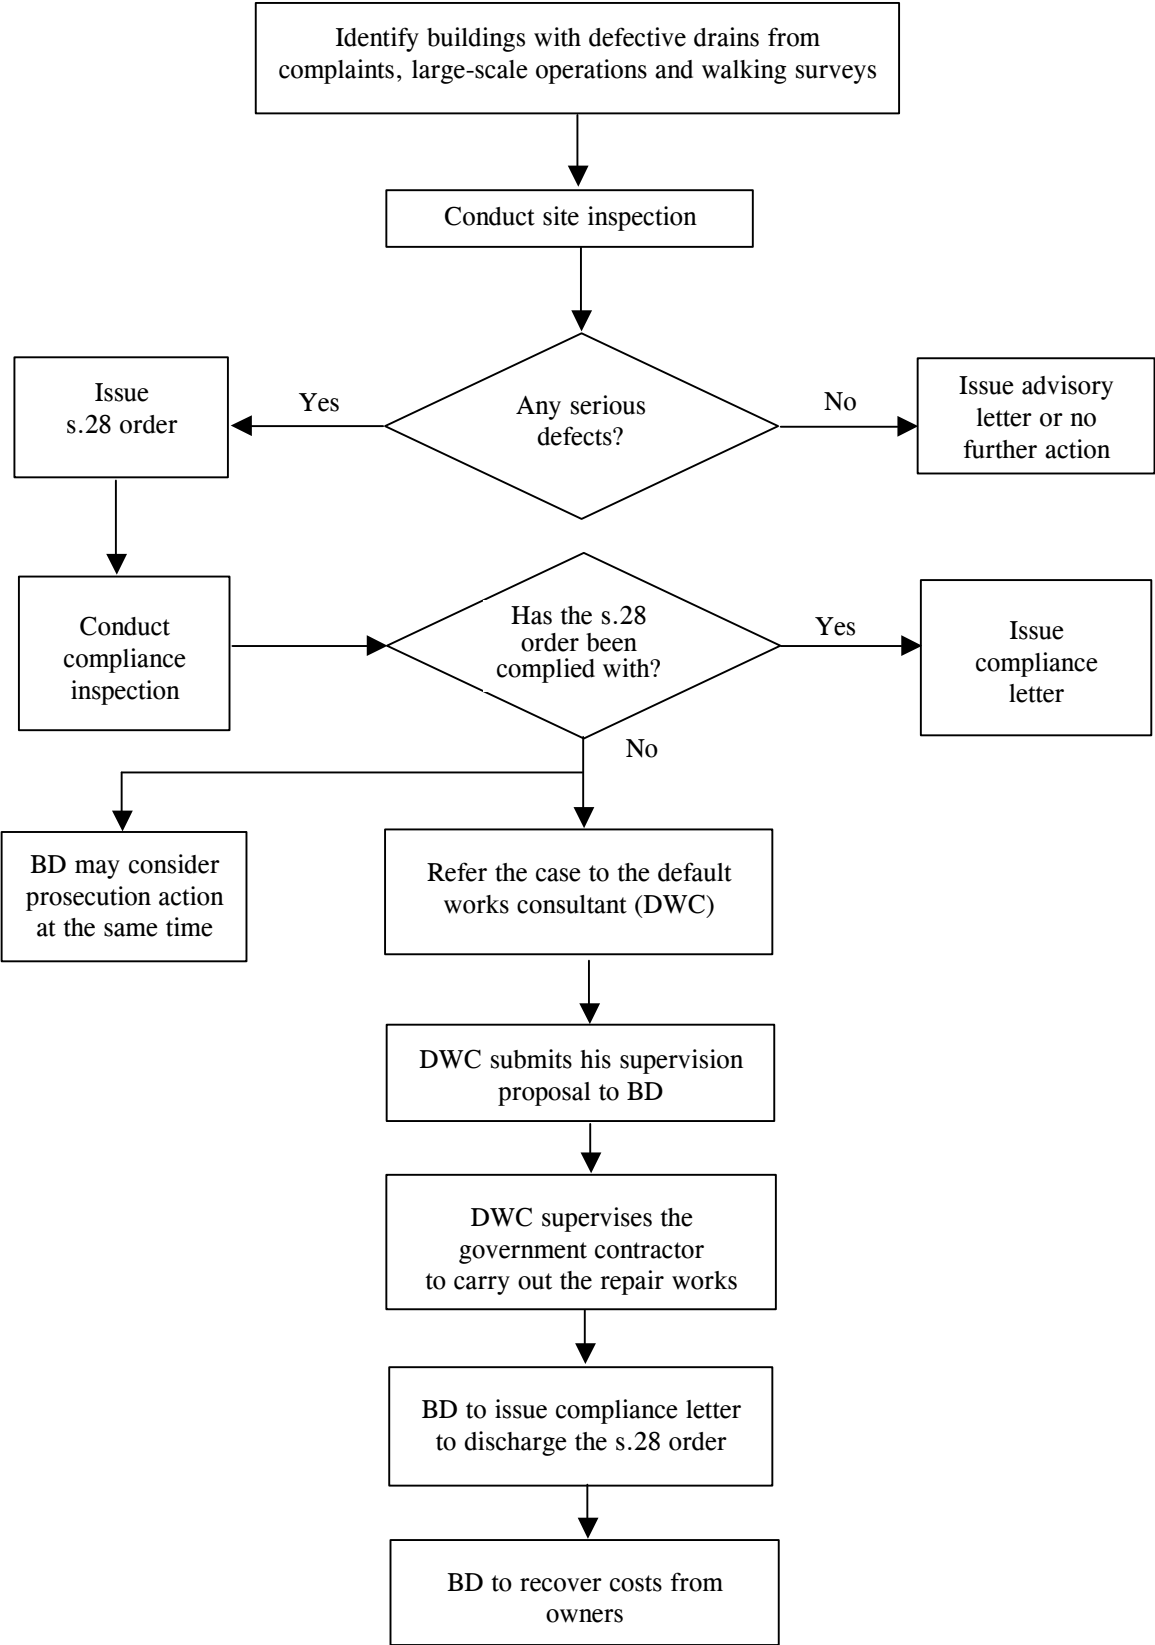 Identify buildings with defective drains from
complaints, large-scale operations and walking surveys
Conduct site inspection
Any serious
defects?
Yes
No
Issue
s.28 order
Issue advisory
letter or no
further action
Conduct
compliance
inspection
Has the s.28
order been
complied with?
Yes
Issue
compliance
letter
No
BD may consider
prosecution action
at the same time
Refer the case to the default
works consultant (DWC)
DWC submits his supervision
proposal to BD
DWC supervises the
government contractor
to carry out the repair works
BD to issue compliance letter
to discharge the s.28 order
BD to recover costs from
owners